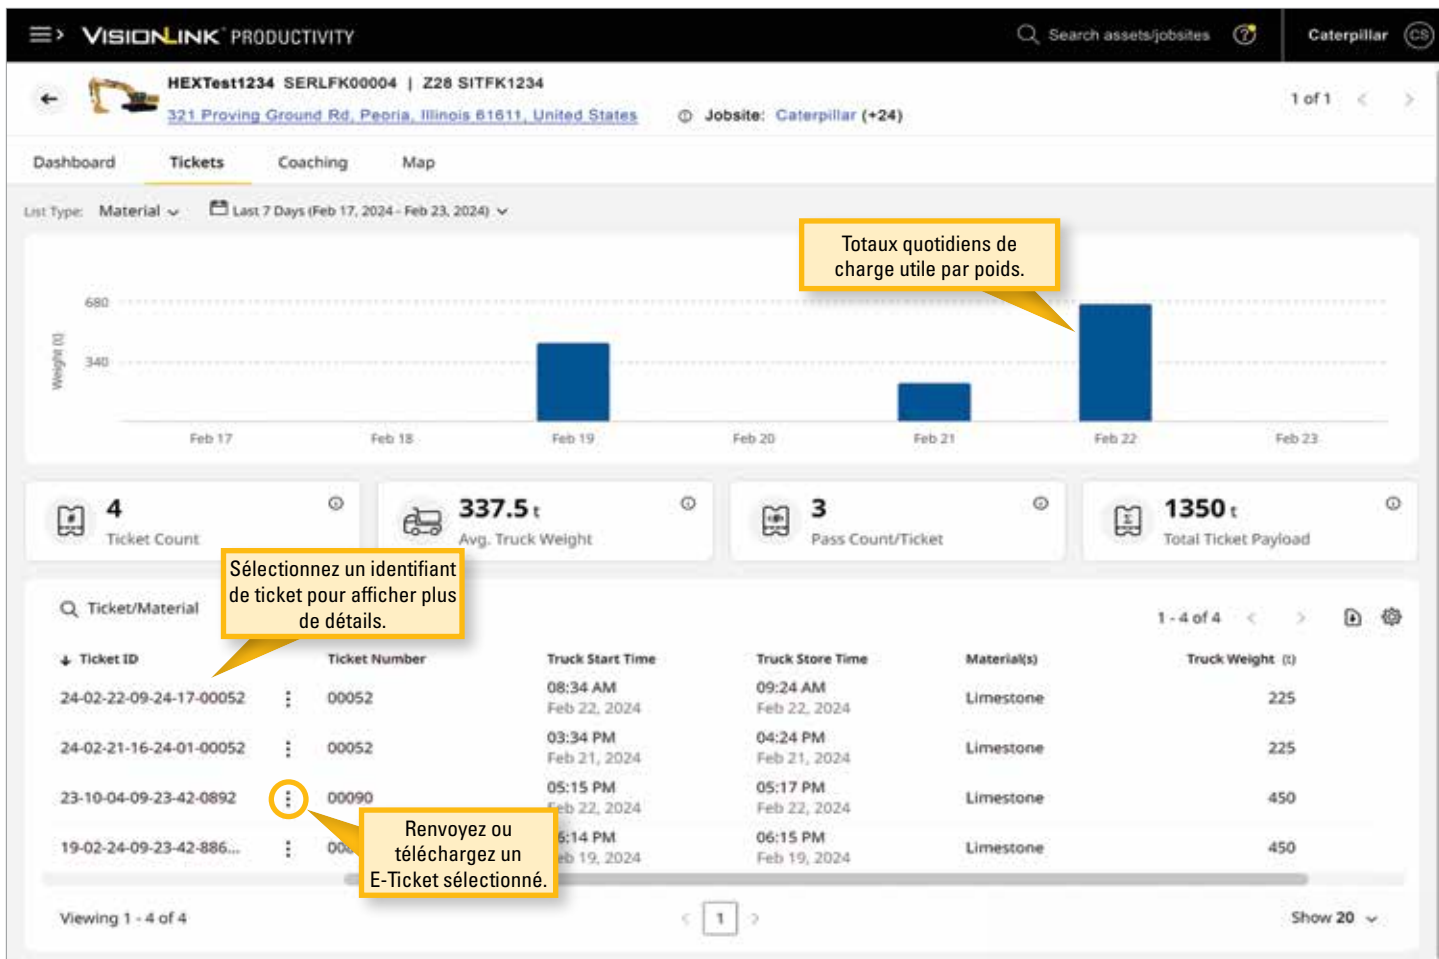 VISIONLINK PRODUCTIVITY
Search assets/jobsites
Caterpillar CS
HEXTest1234 SERLFK00004 | Z28 SITFK1234
321 Proving Ground Rd, Peoria, Illinois 61611, United States
Jobsite: Caterpillar (+24)
1 of 1
Dashboard Tickets Coaching Map
List Type: Material Last 7 Days (Feb 17, 2024 - Feb 23, 2024)
Totaux quotidiens de
charge utile par poids.
680
340
Weight (t)
Feb 17 Feb 18 Feb 19 Feb 20 Feb 21 Feb 22 Feb 23
4
Ticket Count
337.5 t
Avg. Truck Weight
3
Pass Count/Ticket
1350 t
Total Ticket Payload
Sélectionnez un identifiant
de ticket pour afficher plus
de détails.
Ticket/Material
1 - 4 of 4
Ticket ID Ticket Number Truck Start Time Truck Store Time Material(s) Truck Weight (t)
24-02-22-09-24-17-00052 00052 08:34 AM 09:24 AM Limestone 225
Feb 22, 2024 Feb 22, 2024
24-02-21-16-24-01-00052 00052 03:34 PM 04:24 PM Limestone 225
Feb 21, 2024 Feb 21, 2024
23-10-04-09-23-42-0892 00090 05:15 PM 05:17 PM Limestone 450
Feb 22, 2024 Feb 22, 2024
19-02-24-09-23-42-886... 6:14 PM 06:15 PM Limestone 450
19, 2024 Feb 19, 2024
Renvoyez ou
téléchargez un
E-Ticket sélectionné.
Viewing 1 - 4 of 4
1
Show 20